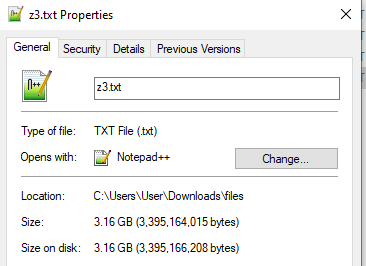 z3.txt Properties
General Security Details Previous Versions
z3.txt
Type of file: TXT File (.txt)
Opens with: Notepad++ Change...
Location: C:\Users\User\Downloads\files
Size: 3.16 GB (3,395,164,015 bytes)
Size on disk: 3.16 GB (3,395,166,208 bytes)